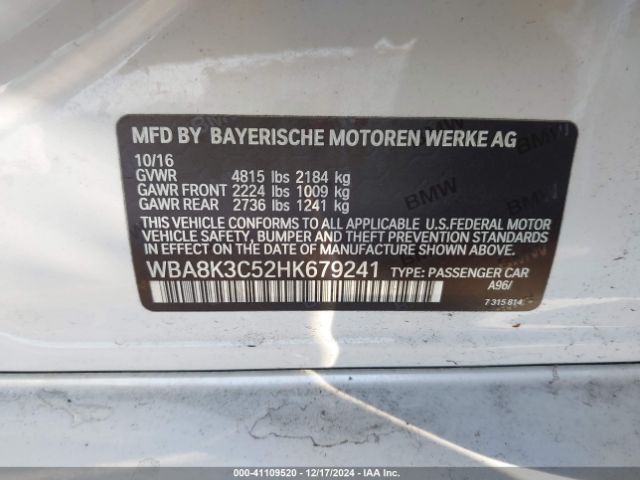 MFD BY BAYERISCHE MOTOREN WERKE AG
10/16
GVWR 4815 lbs 2184 kg
GAWR FRONT 2224 lbs 1009 kg
GAWR REAR 2736 lbs 1241 kg
THIS VEHICLE CONFORMS TO ALL APPLICABLE U.S.FEDERAL MOTOR
VEHICLE SAFETY, BUMPER, AND THEFT PREVENTION STANDARDS
IN EFFECT ON THE DATE OF MANUFACTURE SHOWN ABOVE.
WBA8K3C52HK679241 TYPE: PASSENGER CAR
A96/
7 315 814
BMW
BMW
000-41109520 – 12/17/2024 – IAA Inc.